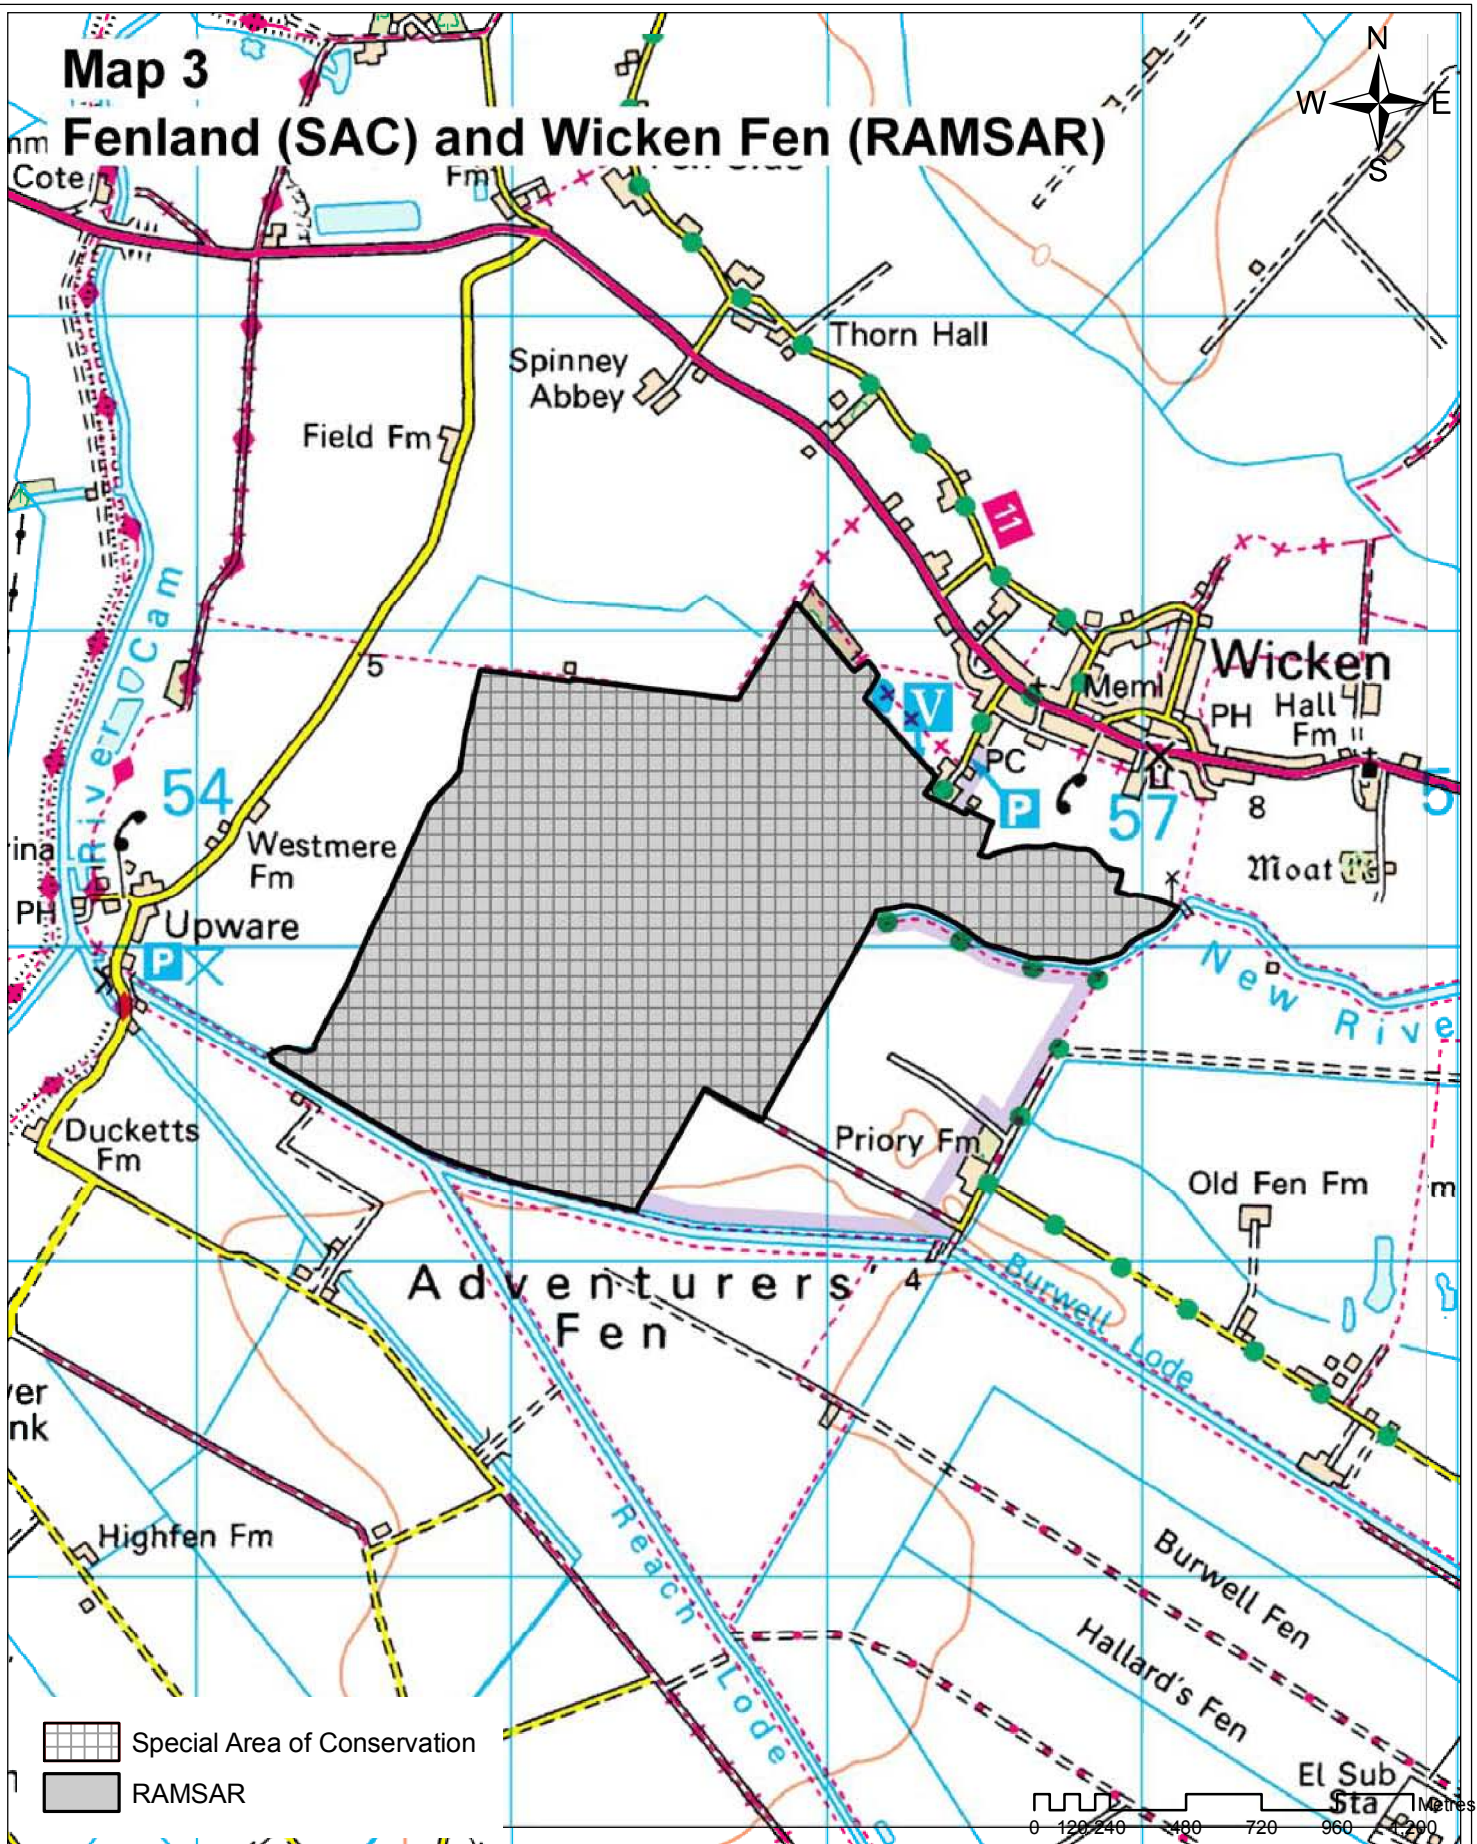 Map 3
Fenland (SAC) and Wicken Fen (RAMSAR)
N
W
E
S
Cote
Fm
Thorn Hall
Spinney
Abbey
Field Fm
11
River Cam
5
Wicken
Meml
PH
Hall
Fm
V
PC
P
54
57
5
8
Moat
Westmere
Fm
PH
Upware
P
New Rive
Ducketts
Fm
Priory Fm
Old Fen Fm
m
Adventurers'
Fen
4
Burwell Lode
Highfen Fm
Reach Lode
Burwell Fen
Hallard's Fen
El Sub
Sta
Special Area of Conservation
RAMSAR
Metres
0 120 240 480 720 960 1,200